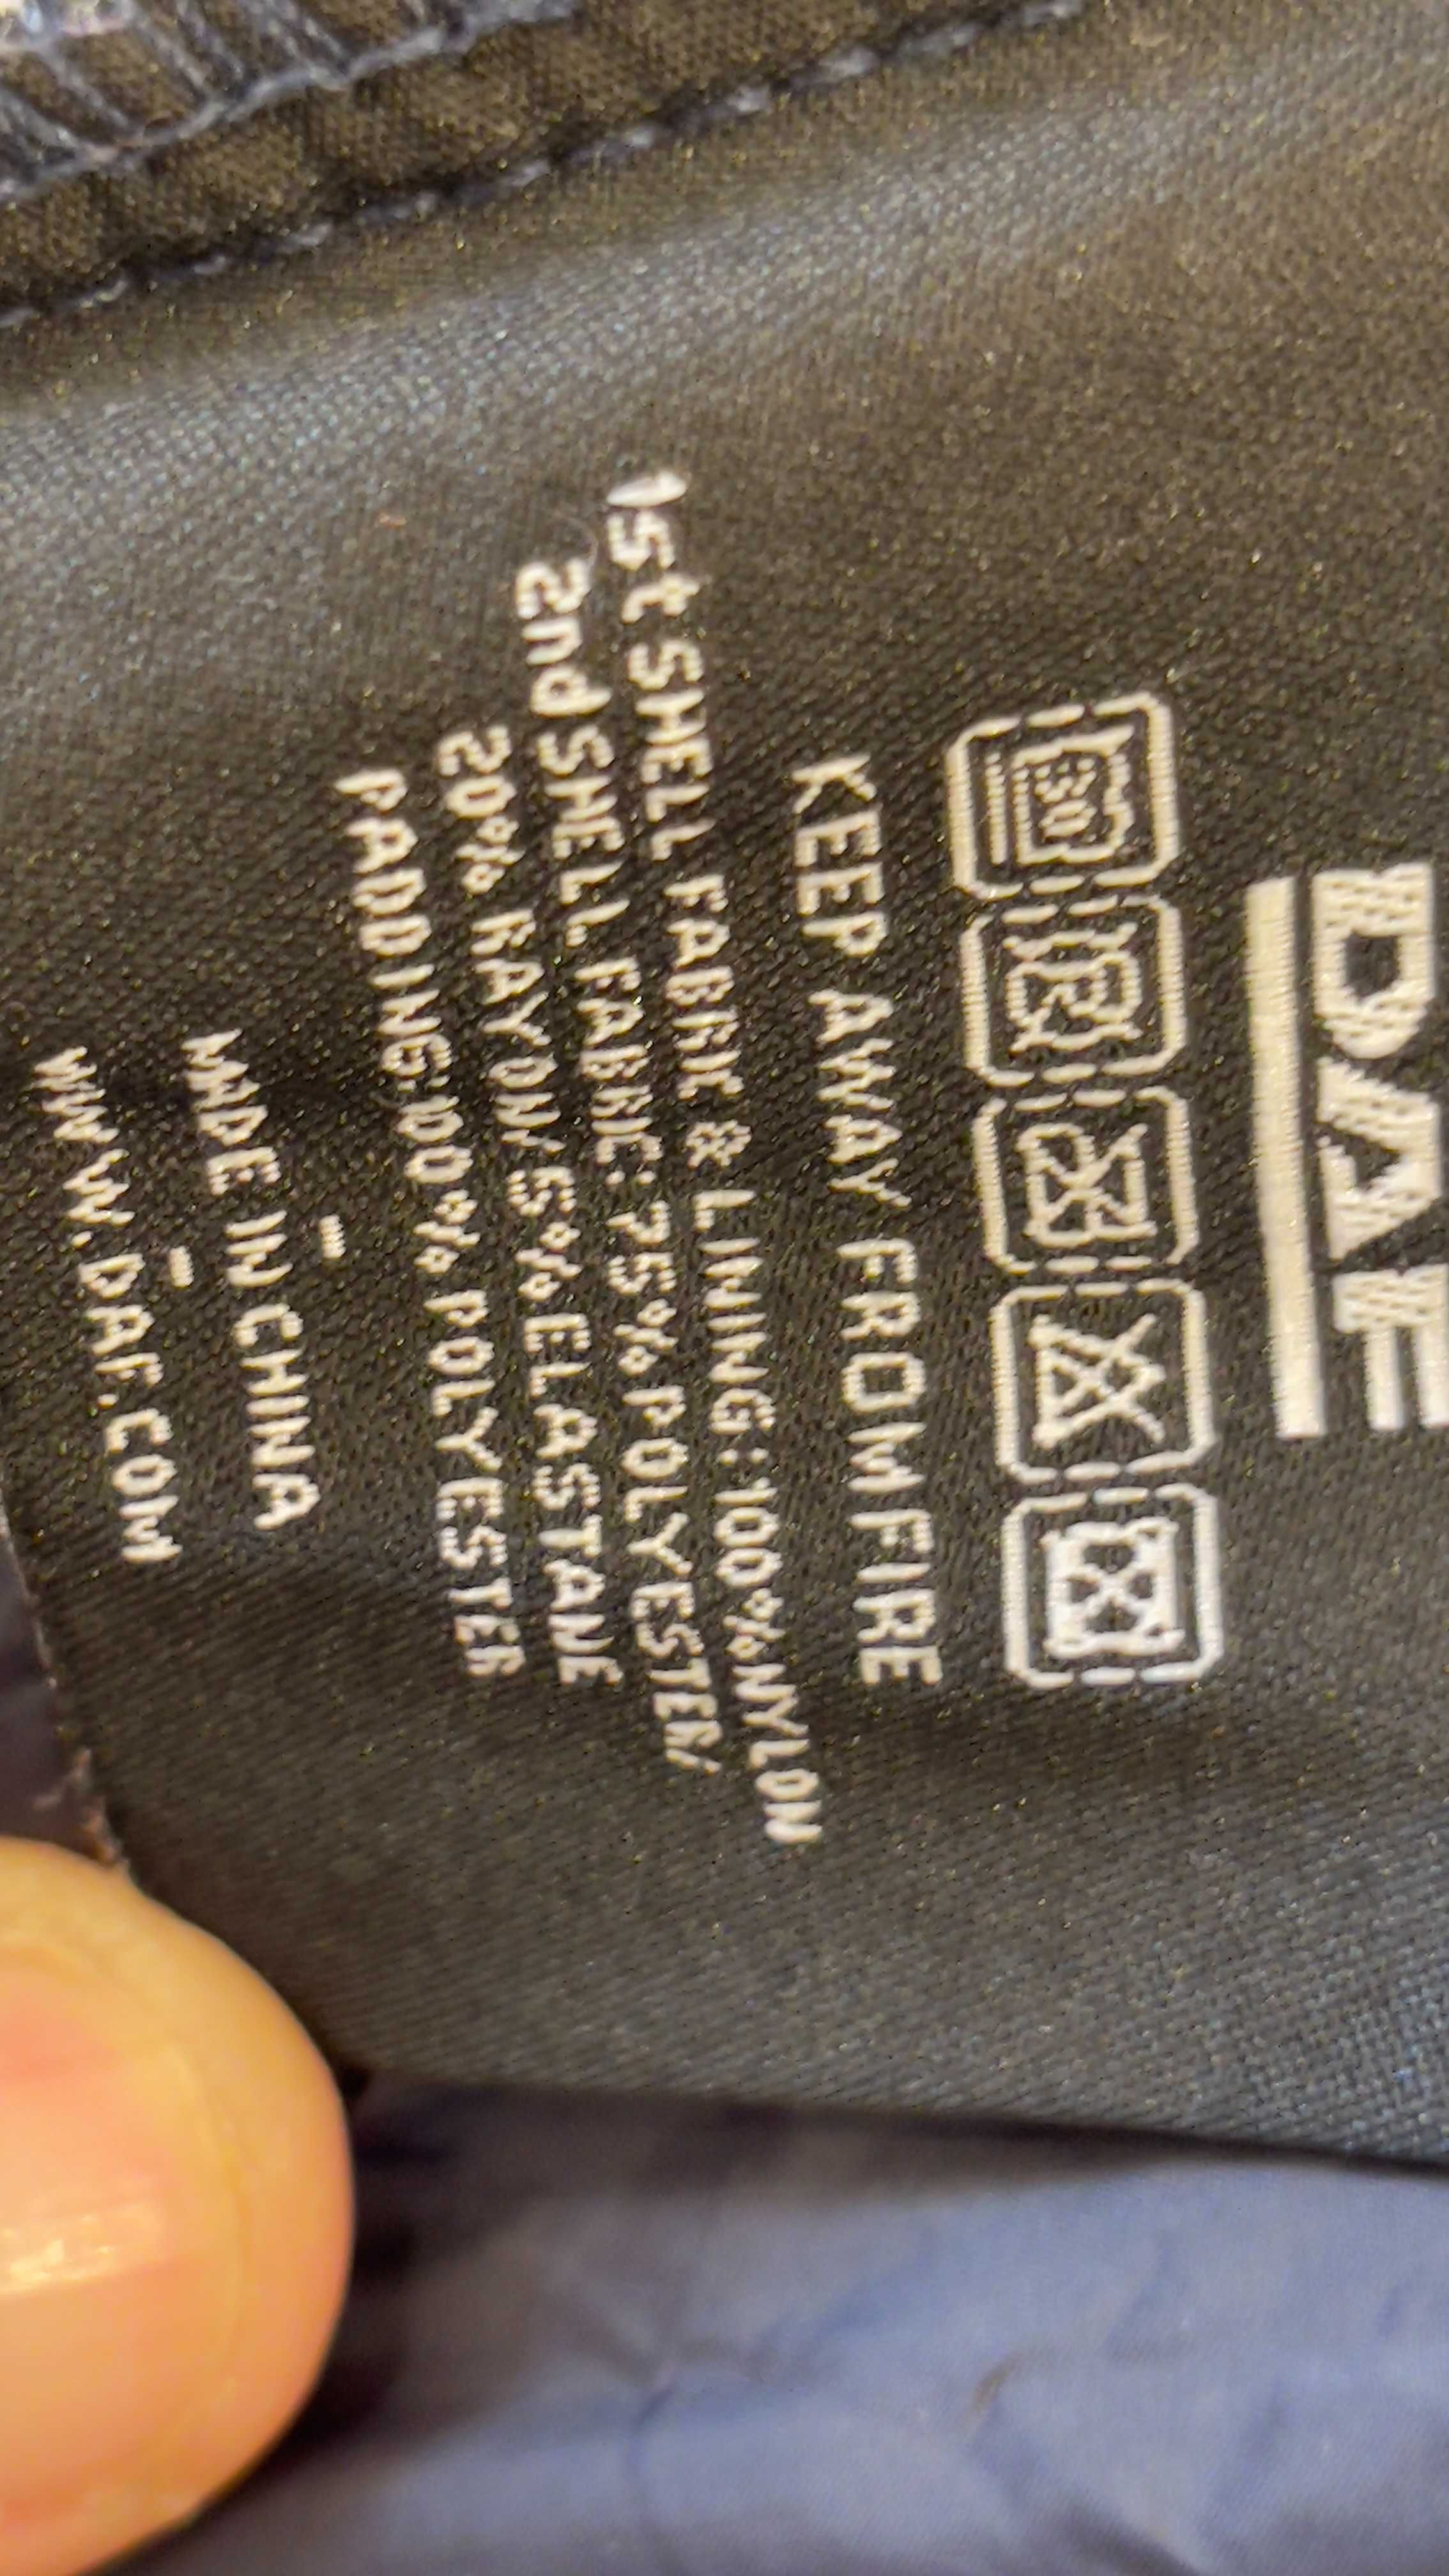 DAF
30
KEEP AWAY FROM FIRE
1st SHELL FABRIC & LINING: 100% NYLON
2nd SHELL FABRIC: 75% POLYESTER/
20% RAYON/5% ELASTANE
PADDING: 100% POLYESTER
MADE IN CHINA
WWW.DAF.COM